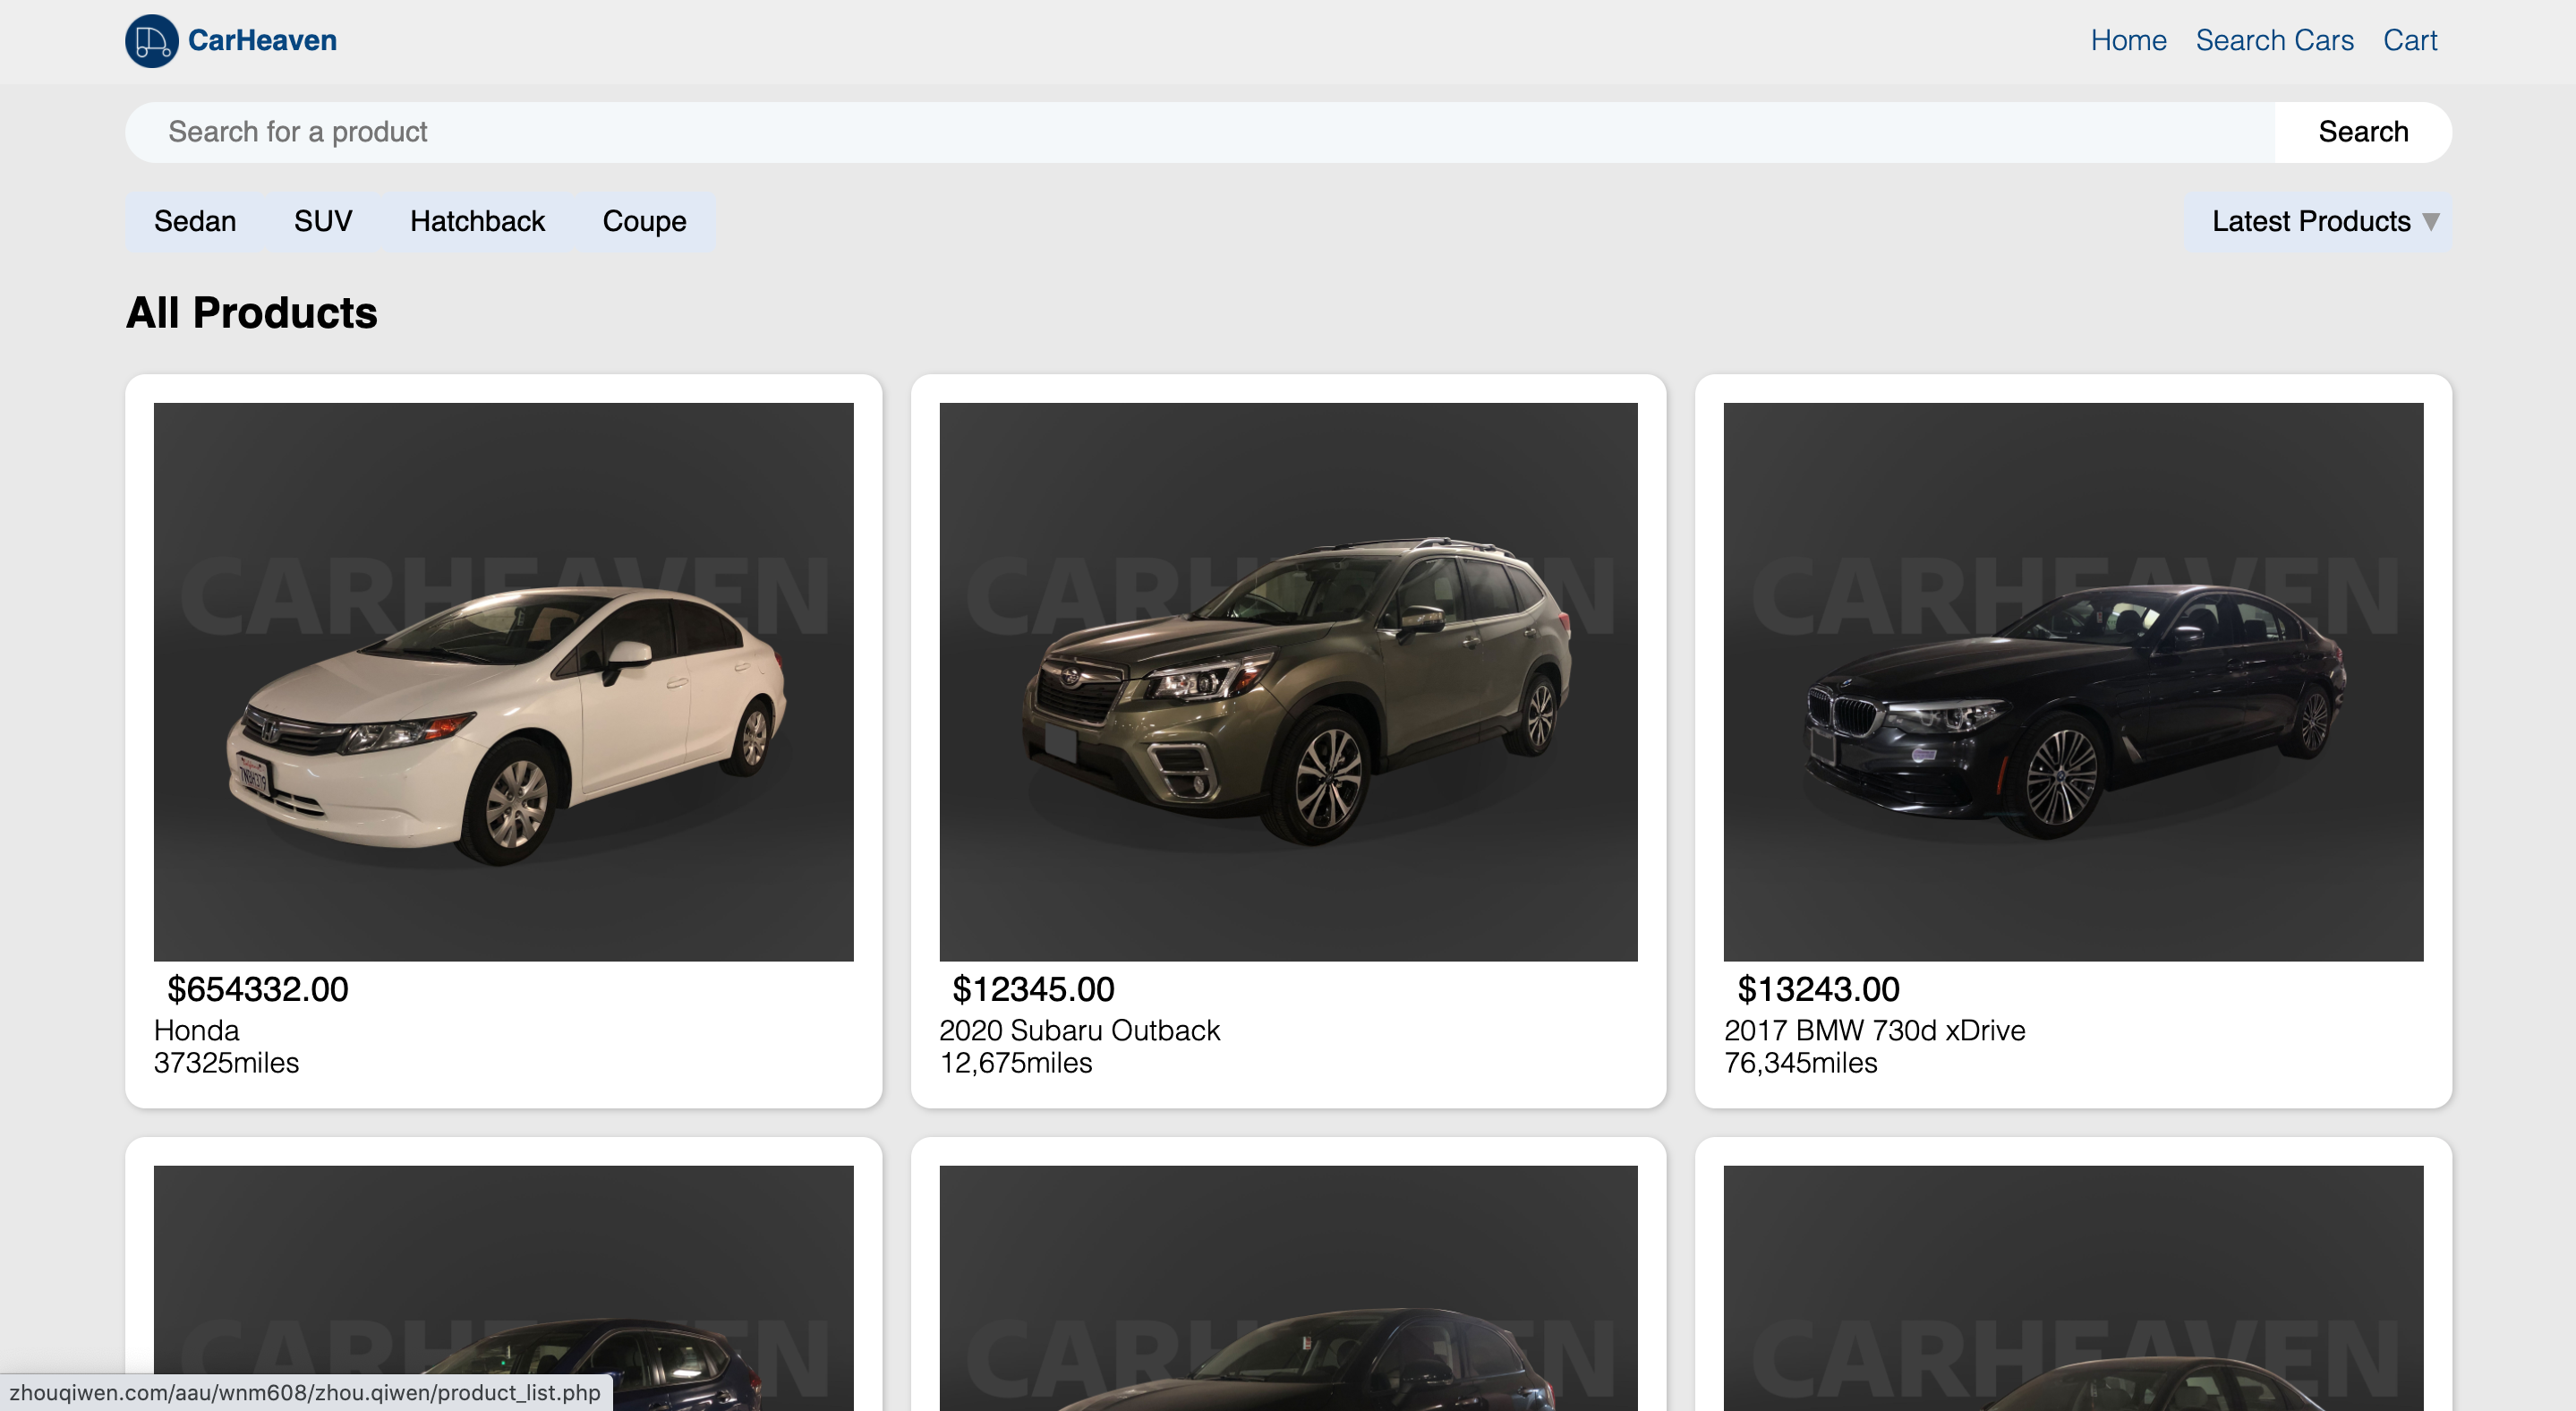 CarHeaven
Home Search Cars Cart
Search for a product Search
Sedan SUV Hatchback Coupe Latest Products
All Products
CARHEAVEN
CARHEAVEN
CARHEAVEN
$654332.00
Honda
37325miles
$12345.00
2020 Subaru Outback
12,675miles
$13243.00
2017 BMW 730d xDrive
76,345miles
CARHEAVEN
CARHEAVEN
CARHEAVEN
zhouqiwen.com/aau/wnm608/zhou.qiwen/product_list.php